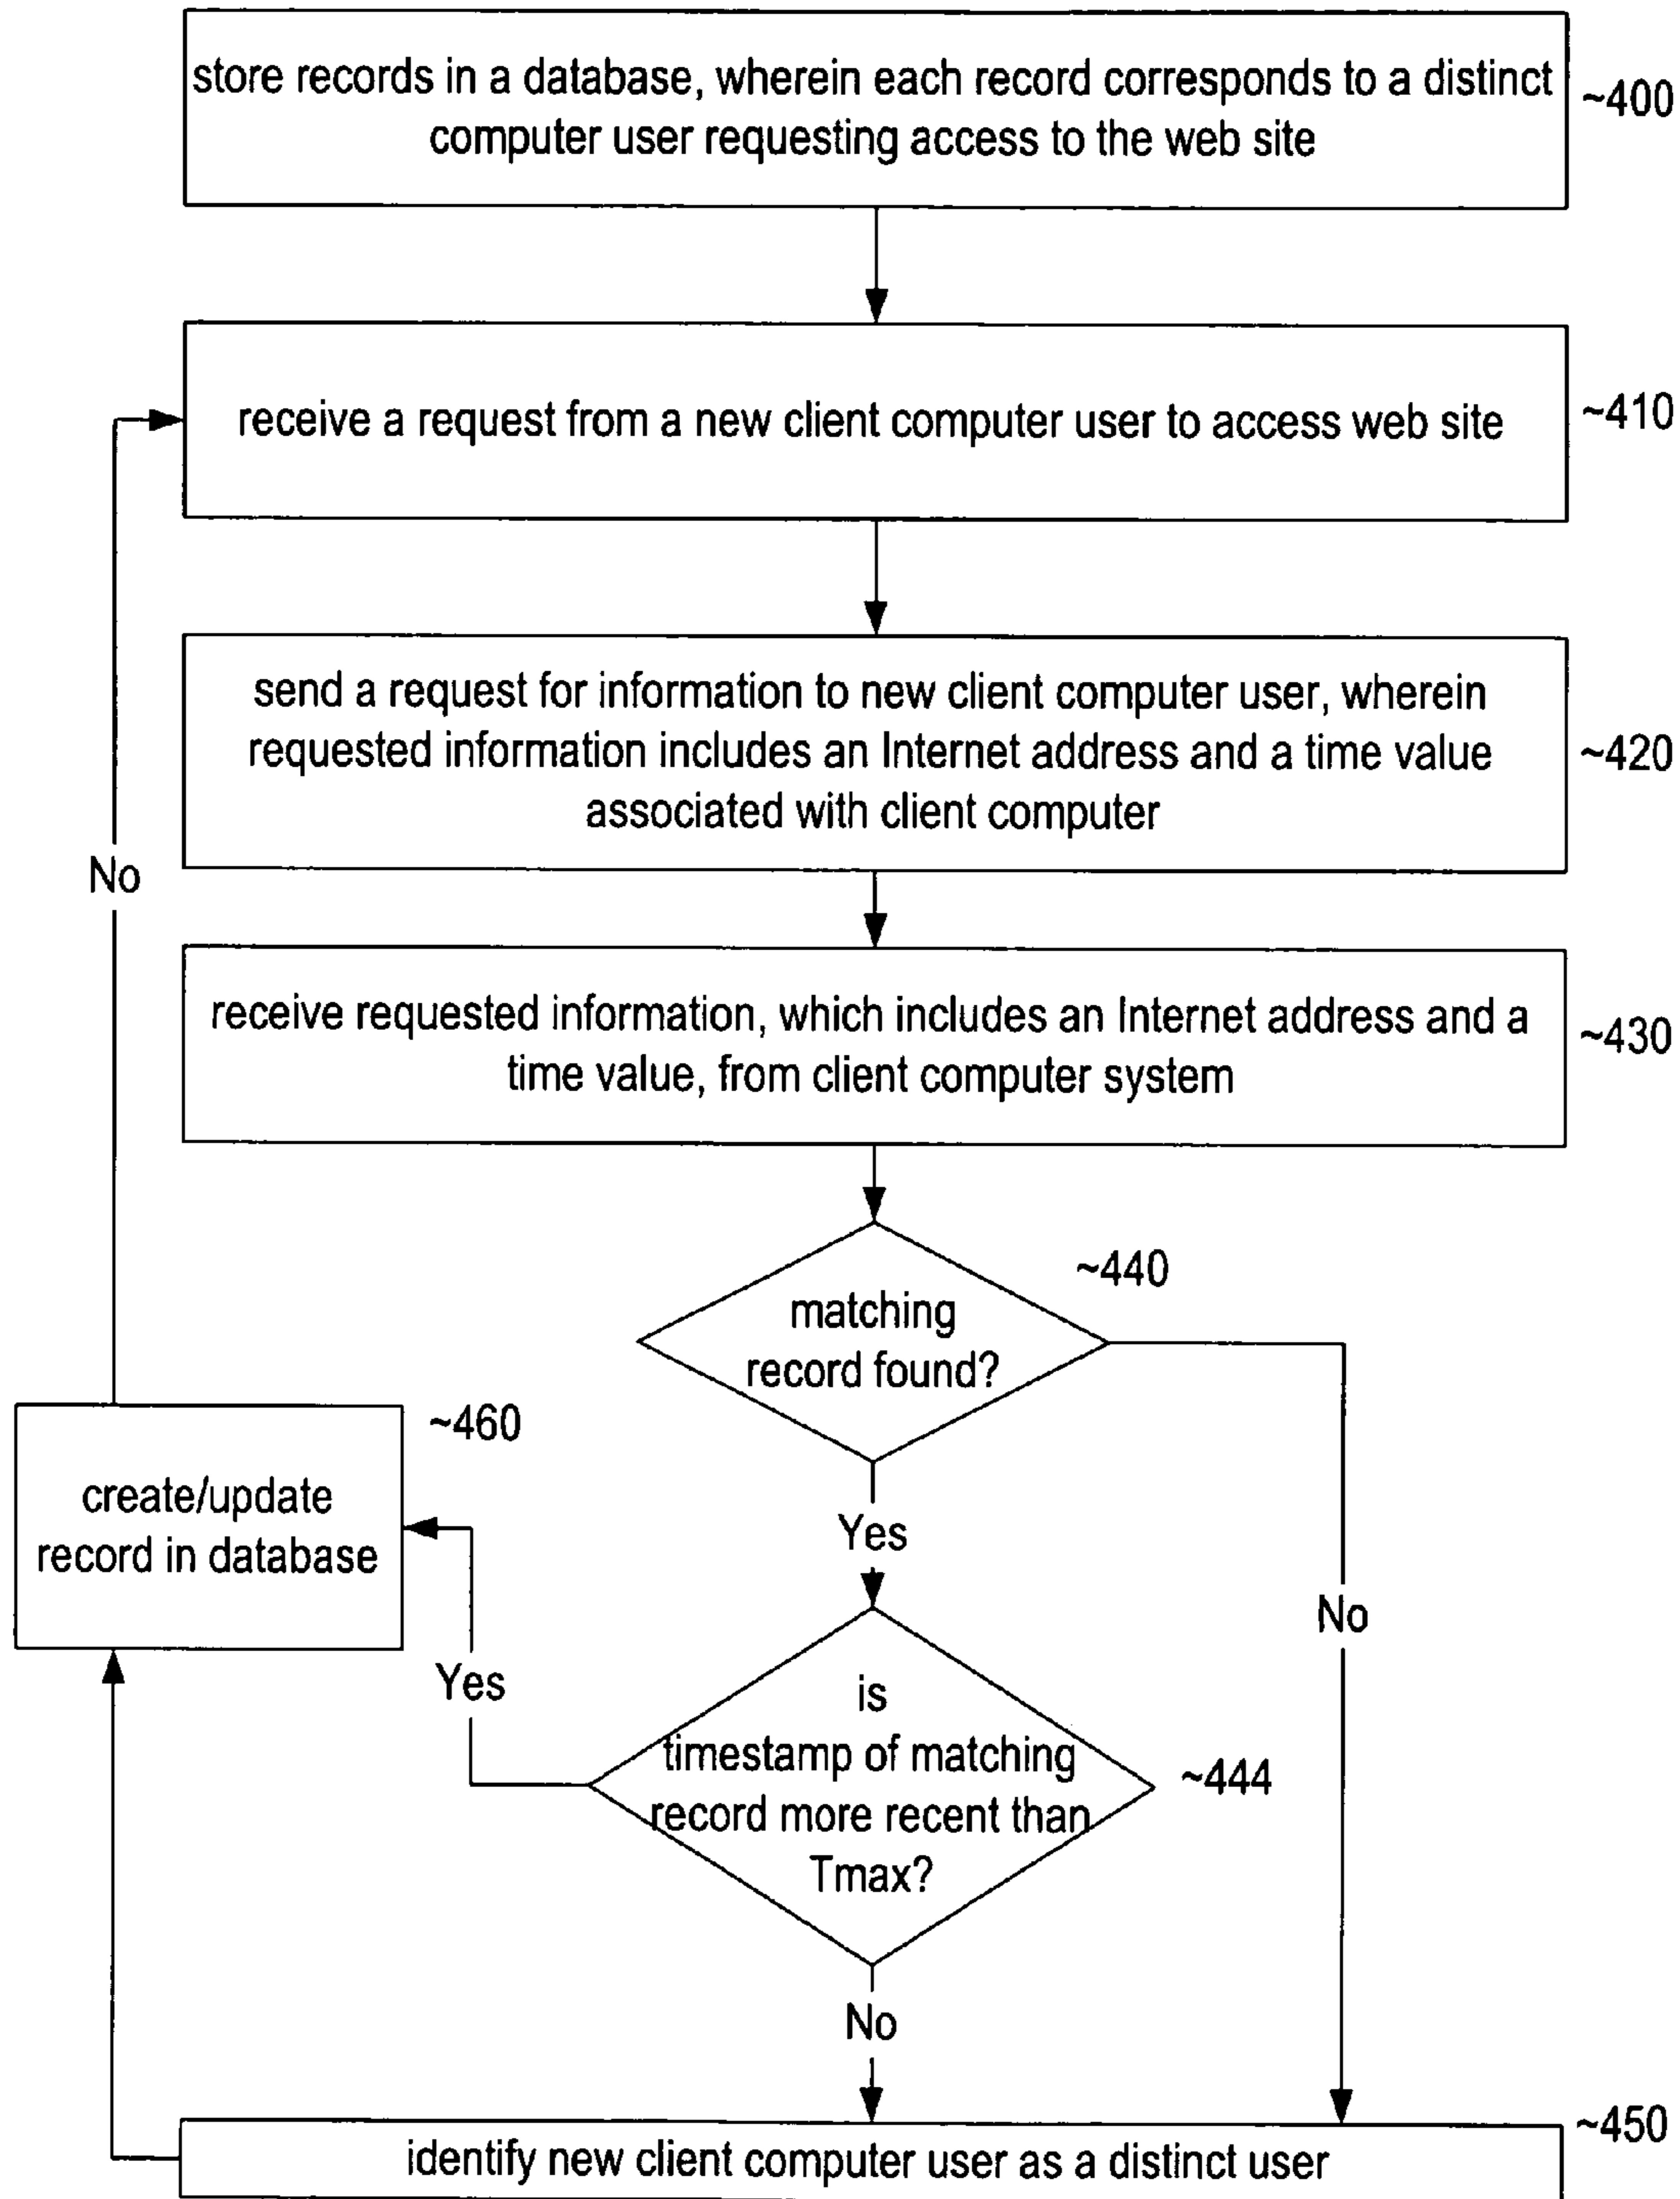 store records in a database, wherein each record corresponds to a distinct
computer user requesting access to the web site
~400
receive a request from a new client computer user to access web site
~410
send a request for information to new client computer user, wherein
requested information includes an Internet address and a time value
associated with client computer
~420
No
receive requested information, which includes an Internet address and a
time value, from client computer system
~430
matching
record found?
~440
create/update
record in database
~460
Yes
No
Yes
is
timestamp of matching
record more recent than
Tmax?
~444
No
identify new client computer user as a distinct user
~450